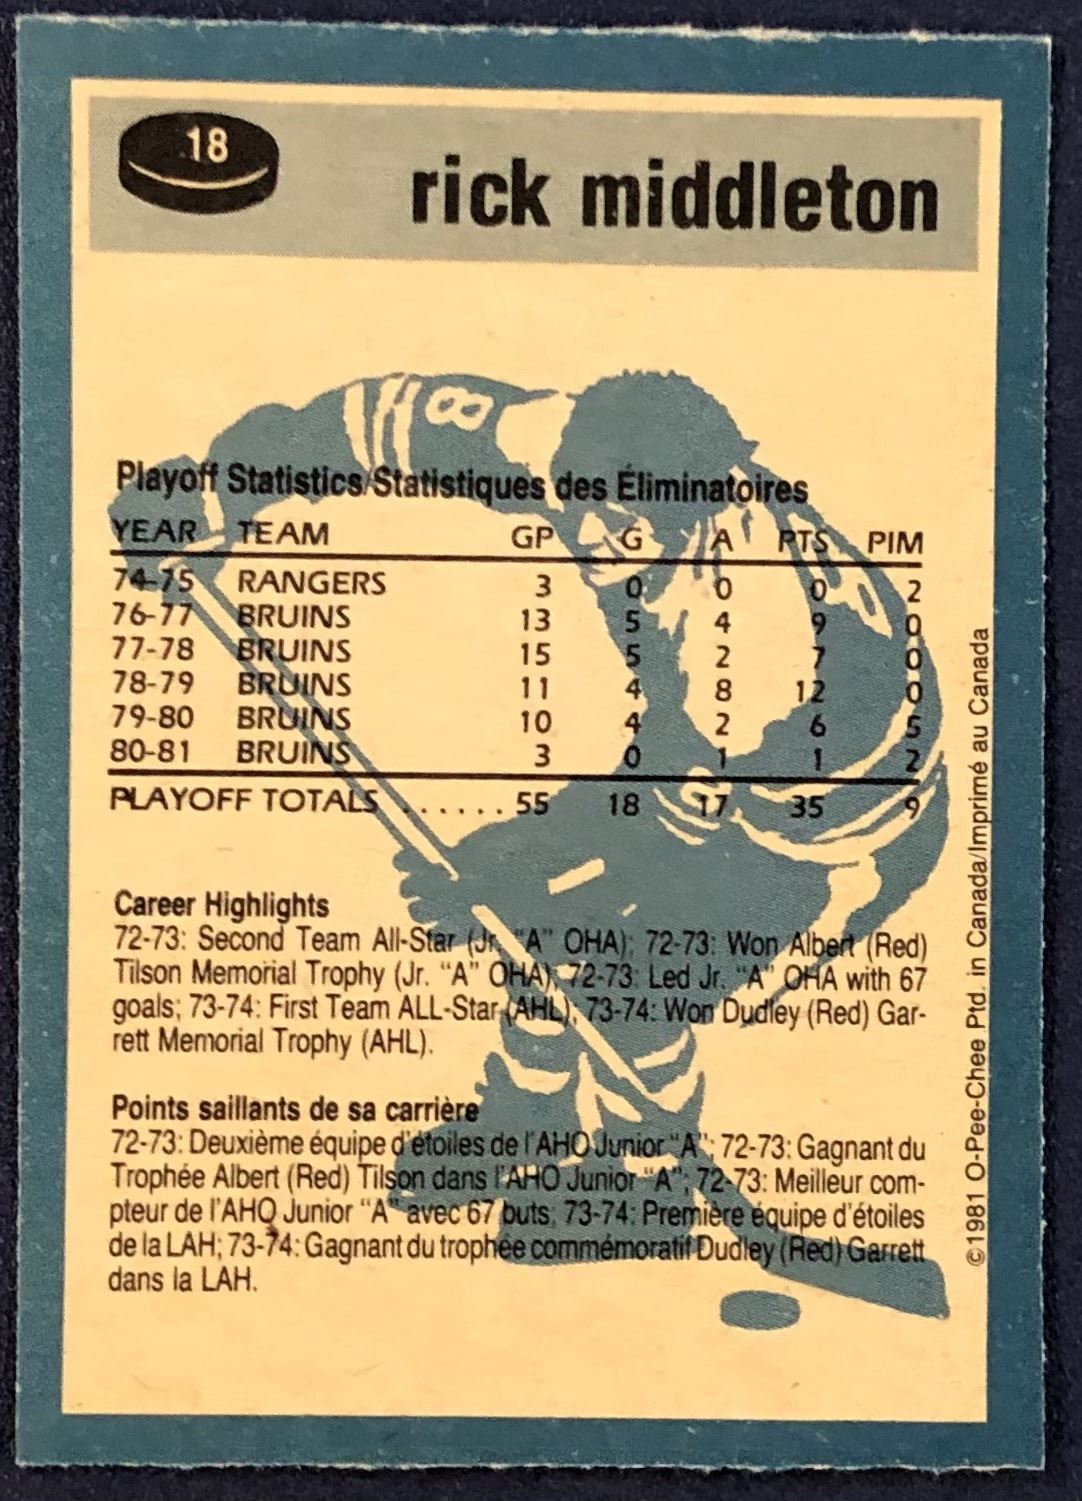 18
rick middleton
8
Playoff Statistics/Statistiques des Éliminatoires
YEAR TEAM GP G A PTS PIM
74-75 RANGERS 3 0 0 0 2
76-77 BRUINS 13 5 4 9 0
77-78 BRUINS 15 5 2 7 0
78-79 BRUINS 11 4 8 12 0
79-80 BRUINS 10 4 2 6 5
80-81 BRUINS 3 0 1 1 2
PLAYOFF TOTALS ...... 55 18 17 35 9
Career Highlights
72-73: Second Team All-Star (Jr. "A" OHA); 72-73: Won Albert (Red)
Tilson Memorial Trophy (Jr. "A" OHA); 72-73: Led Jr. "A" OHA with 67
goals; 73-74: First Team ALL-Star (AHL); 73-74: Won Dudley (Red) Gar-
rett Memorial Trophy (AHL).
Points saillants de sa carrière
72-73: Deuxième équipe d'étoiles de l'AHO Junior "A"; 72-73: Gagnant du
Trophée Albert (Red) Tilson dans l'AHO Junior "A"; 72-73: Meilleur com-
pteur de l'AHO Junior "A" avec 67 buts; 73-74: Première équipe d'étoiles
de la LAH; 73-74: Gagnant du trophée commémoratif Dudley (Red) Garrett
dans la LAH.
©1981 O-Pee-Chee Ptd. in Canada/Imprimé au Canada